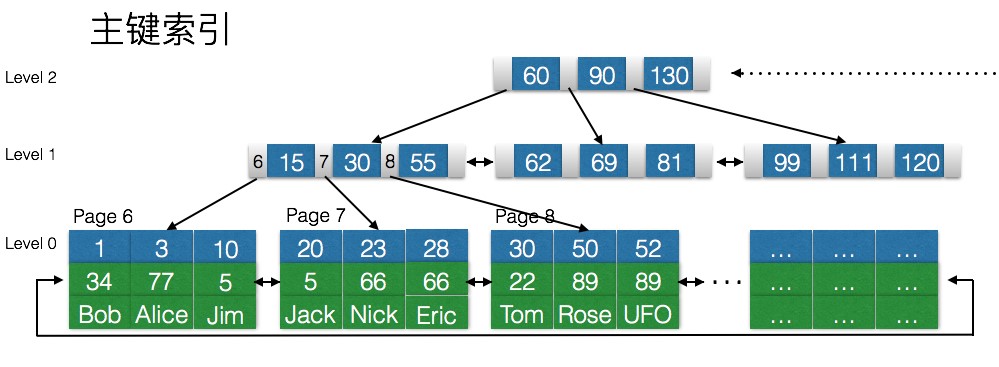 主键索引
Level 2
60 90 130
Level 1
6 15 7 30 8 55
62 69 81
99 111 120
Page 6
Page 7
Page 8
Level 0
1 3 10
34 77 5
Bob Alice Jim
20 23 28
5 66 66
Jack Nick Eric
30 50 52
22 89 89
Tom Rose UFO
...
... ... ...
... ... ...
... ... ...